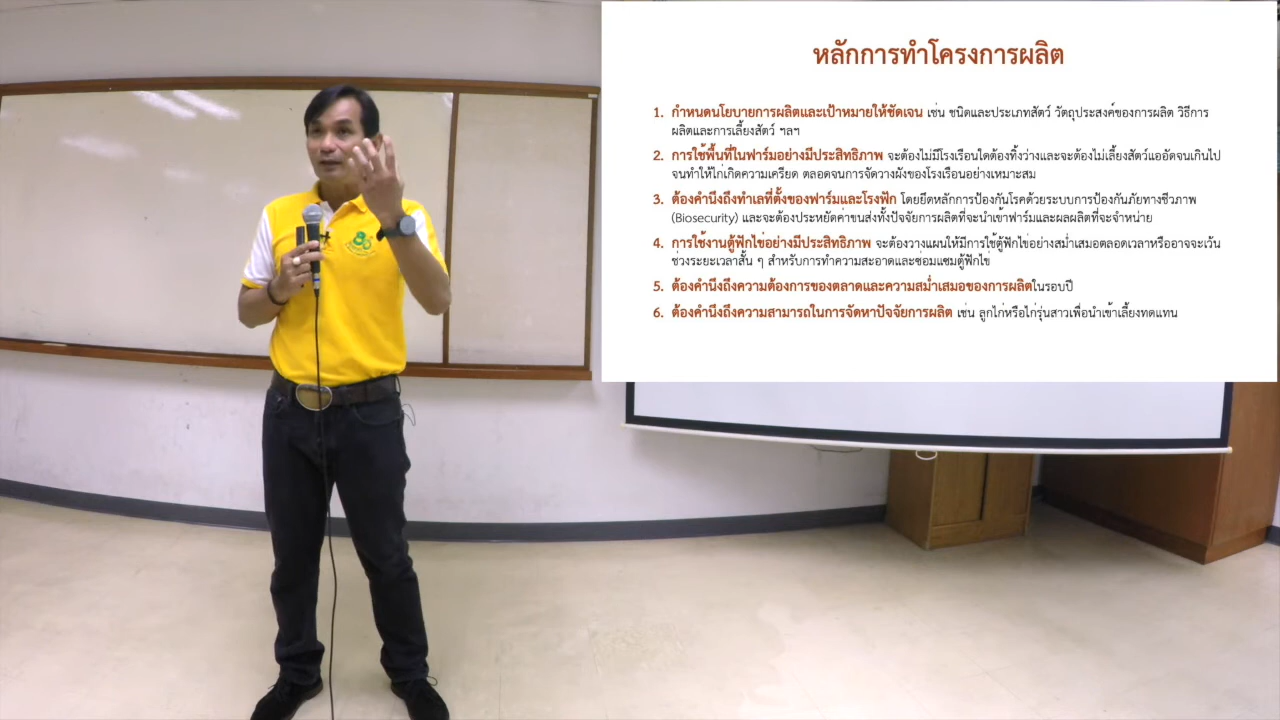 หลักการทำโครงการผลิต
1. กำหนดนโยบายการผลิตและเป้าหมายให้ชัดเจน เช่น ชนิดและประเภทสัตว์ วัตถุประสงค์ของการผลิต วิธีการ
ผลิตและการเลี้ยงสัตว์ ฯลฯ
2. การใช้พื้นที่ในฟาร์มอย่างมีประสิทธิภาพ จะต้องไม่มีโรงเรือนใดต้องทิ้งว่างและจะต้องไม่เลี้ยงสัตว์แออัดจนเกินไป
จนทำให้ไก่เกิดความเครียด ตลอดจนการจัดวางผังของโรงเรือนอย่างเหมาะสม
3. ต้องคำนึงถึงทำเลที่ตั้งของฟาร์มและโรงฟัก โดยยึดหลักการป้องกันโรคด้วยระบบการป้องกันภัยทางชีวภาพ
(Biosecurity) และจะต้องประหยัดค่าขนส่งทั้งปัจจัยการผลิตที่จะนำเข้าฟาร์มและผลผลิตที่จะจำหน่าย
4. การใช้งานตู้ฟักไข่อย่างมีประสิทธิภาพ จะต้องวางแผนให้มีการใช้ตู้ฟักไข่อย่างสม่ำเสมอตลอดเวลาหรืออาจจะเว้น
ช่วงระยะเวลาสั้น ๆ สำหรับการทำความสะอาดและซ่อมแซมตู้ฟักไข่
5. ต้องคำนึงถึงความต้องการของตลาดและความสม่ำเสมอของการผลิตในรอบปี
6. ต้องคำนึงถึงความสามารถในการจัดหาปัจจัยการผลิต เช่น ลูกไก่หรือไก่รุ่นสาวเพื่อนำเข้าเลี้ยงทดแทน